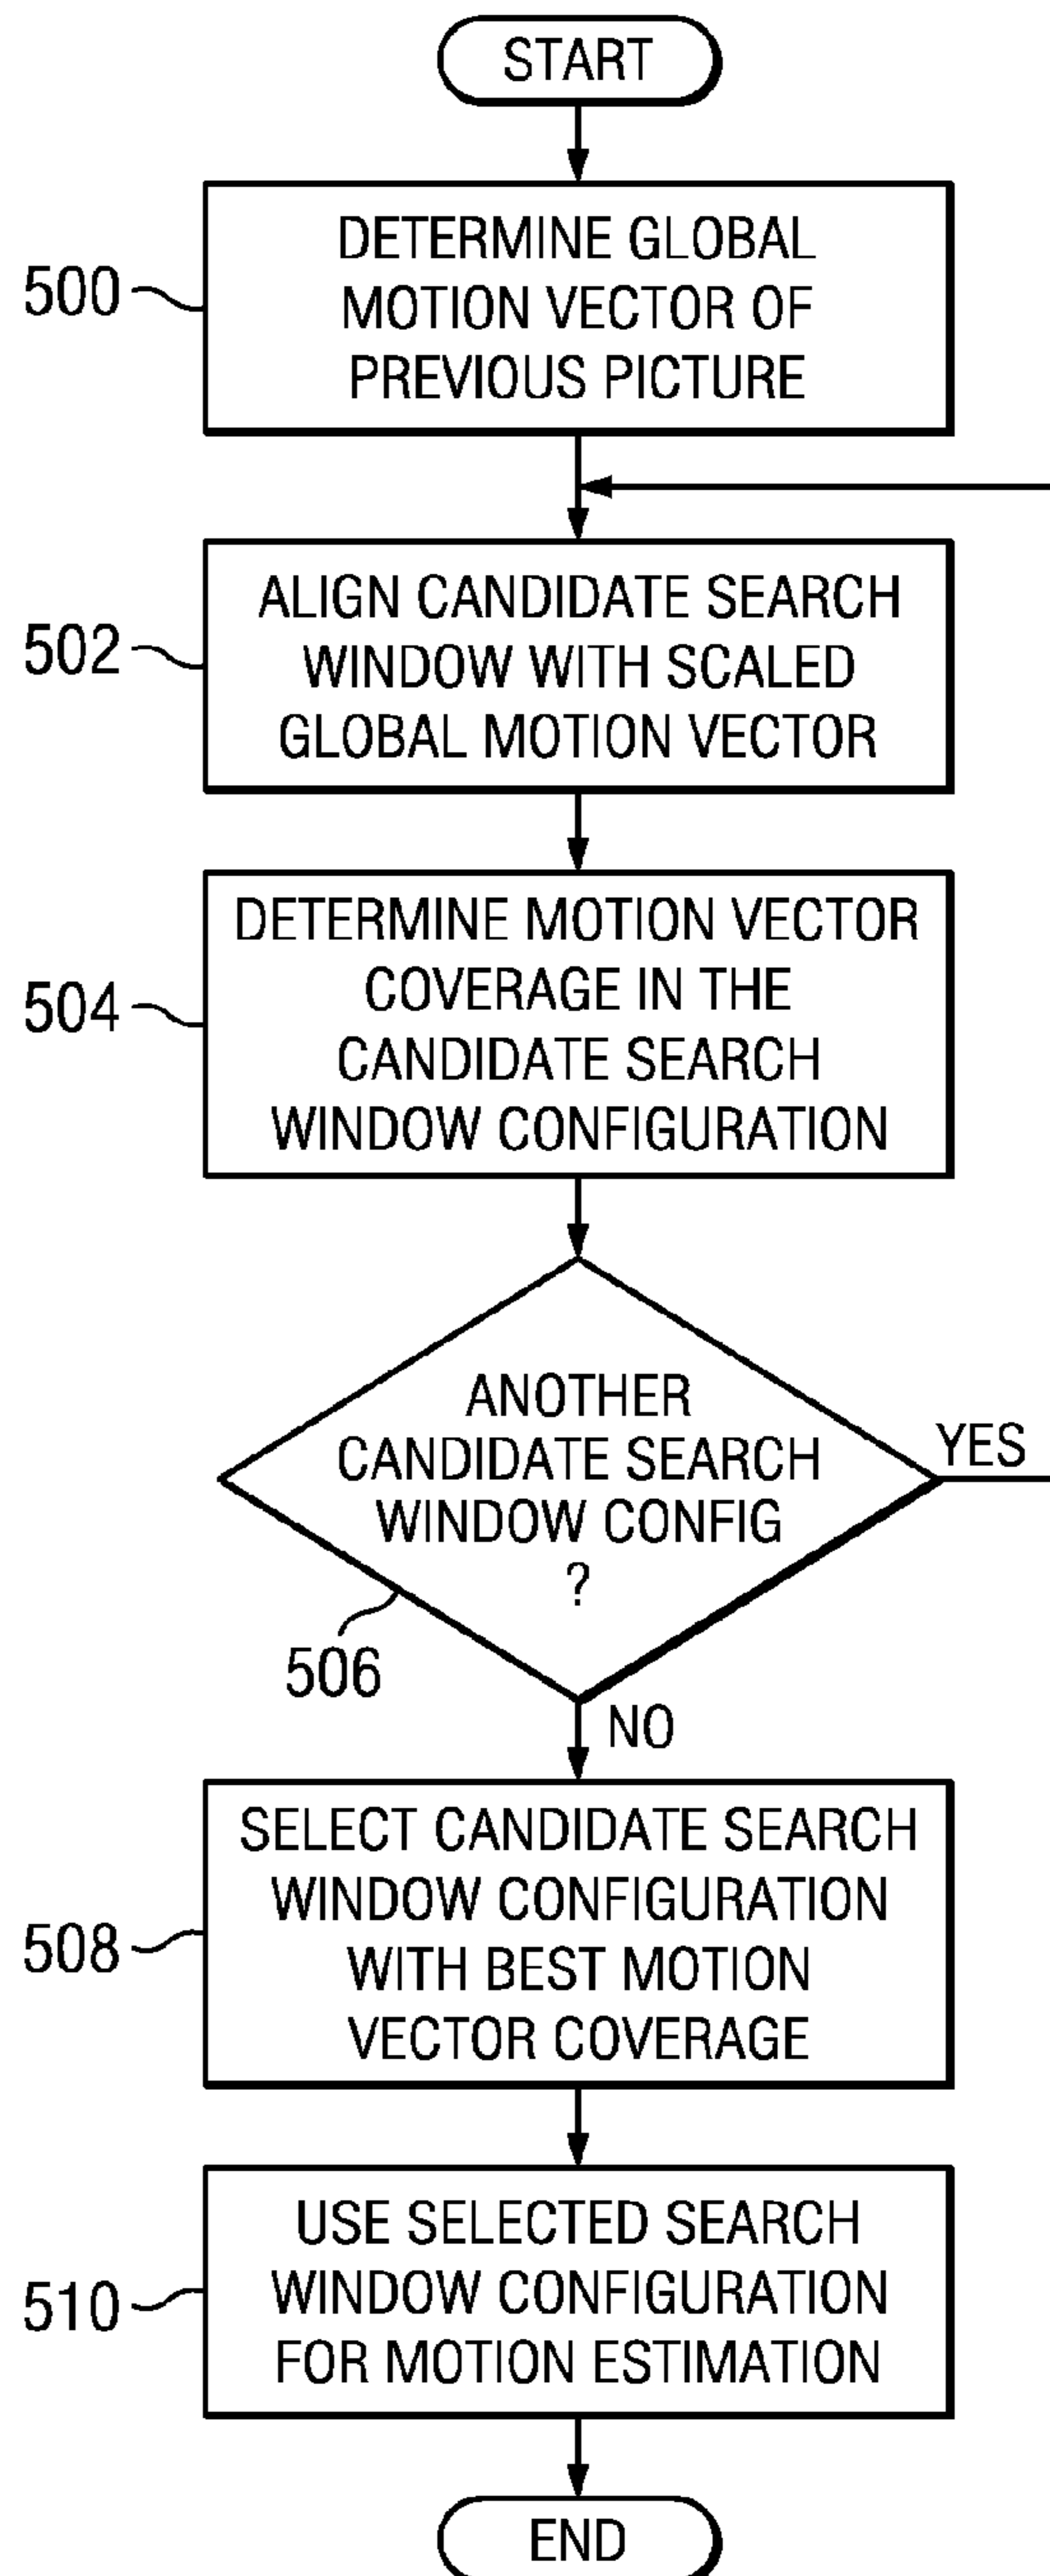 START
500
DETERMINE GLOBAL
MOTION VECTOR OF
PREVIOUS PICTURE
502
ALIGN CANDIDATE SEARCH
WINDOW WITH SCALED
GLOBAL MOTION VECTOR
504
DETERMINE MOTION VECTOR
COVERAGE IN THE
CANDIDATE SEARCH
WINDOW CONFIGURATION
ANOTHER
CANDIDATE SEARCH
WINDOW CONFIG
?
YES
506
NO
508
SELECT CANDIDATE SEARCH
WINDOW CONFIGURATION
WITH BEST MOTION
VECTOR COVERAGE
510
USE SELECTED SEARCH
WINDOW CONFIGURATION
FOR MOTION ESTIMATION
END